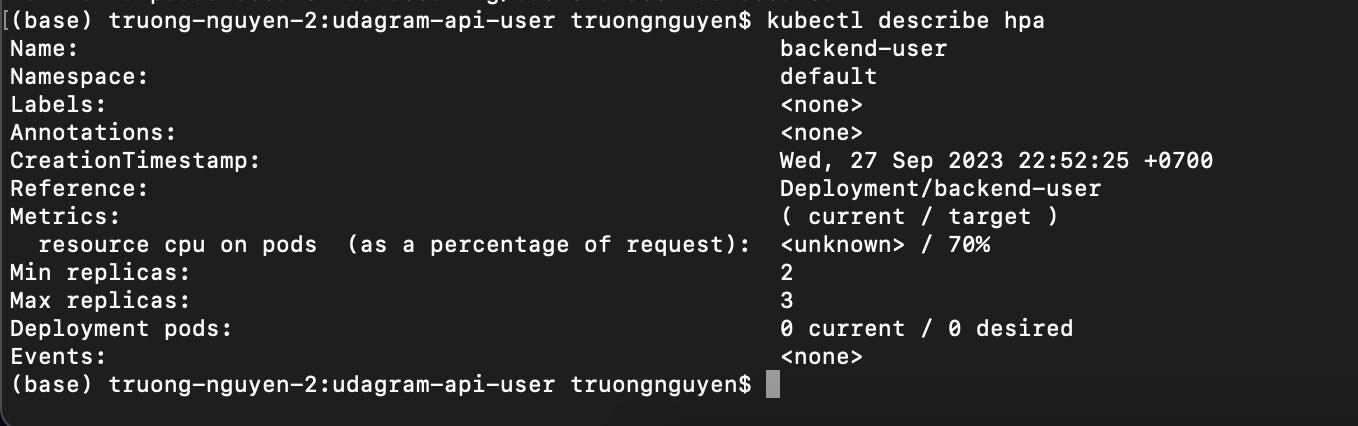 [(base) truong-nguyen-2:udagram-api-user truongnguyen$ kubectl describe hpa
Name: backend-user
Namespace: default
Labels: <none>
Annotations: <none>
CreationTimestamp: Wed, 27 Sep 2023 22:52:25 +0700
Reference: Deployment/backend-user
Metrics: ( current / target )
  resource cpu on pods  (as a percentage of request): <unknown> / 70%
Min replicas: 2
Max replicas: 3
Deployment pods: 0 current / 0 desired
Events: <none>
(base) truong-nguyen-2:udagram-api-user truongnguyen$